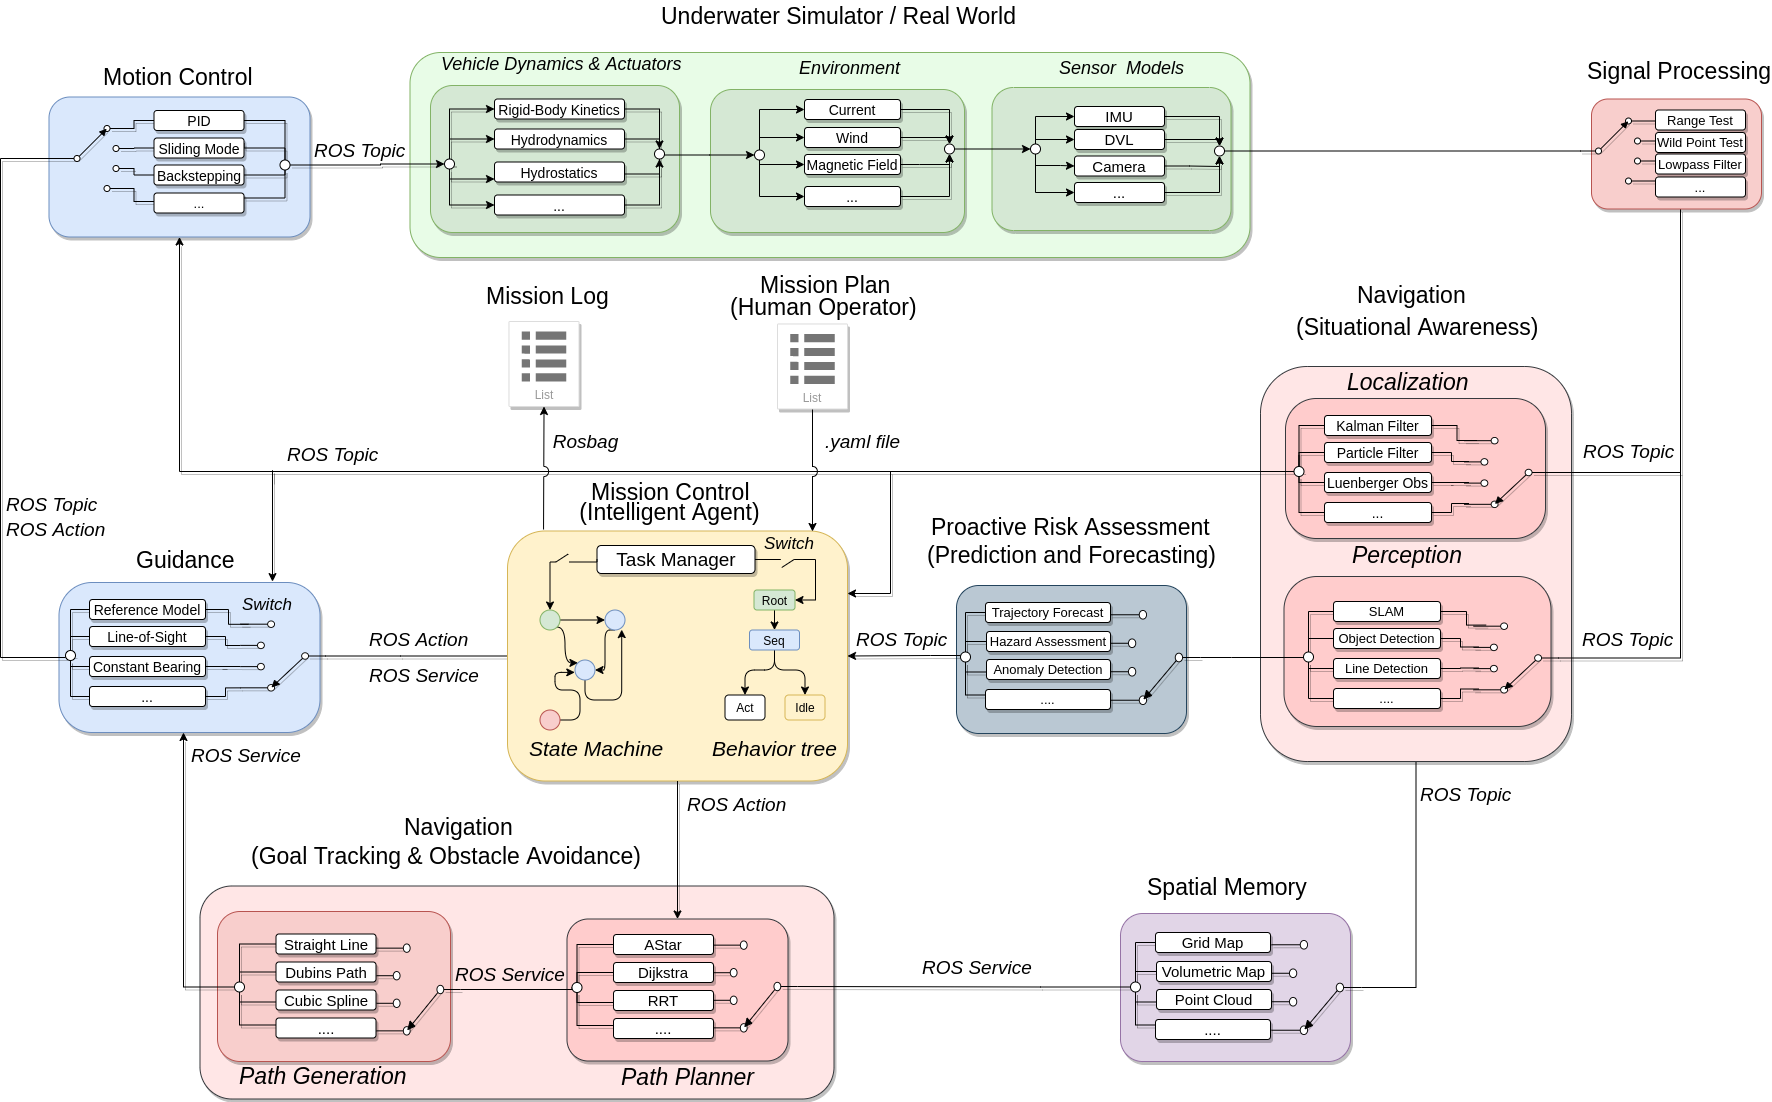 Underwater Simulator / Real World
Motion Control
PID
Sliding Mode
Backstepping
...
ROS Topic
Vehicle Dynamics & Actuators
Rigid-Body Kinetics
Hydrodynamics
Hydrostatics
...
Environment
Current
Wind
Magnetic Field
...
Sensor Models
IMU
DVL
Camera
...
Signal Processing
Range Test
Wild Point Test
Lowpass Filter
...
Mission Log
List
Rosbag
Mission Plan
(Human Operator)
List
.yaml file
Navigation
(Situational Awareness)
Localization
Kalman Filter
Particle Filter
Luenberger Obs
...
ROS Topic
Perception
SLAM
Object Detection
Line Detection
....
ROS Topic
ROS Topic
ROS Topic
ROS Topic
ROS Action
Guidance
Switch
Reference Model
Line-of-Sight
Constant Bearing
...
ROS Action
ROS Service
ROS Service
Mission Control
(Intelligent Agent)
Task Manager
Switch
Root
Seq
Act
Idle
State Machine
Behavior tree
ROS Action
Proactive Risk Assessment
(Prediction and Forecasting)
Trajectory Forecast
Hazard Assessment
Anomaly Detection
....
ROS Topic
Navigation
(Goal Tracking & Obstacle Avoidance)
Straight Line
Dubins Path
Cubic Spline
....
Path Generation
ROS Service
AStar
Dijkstra
RRT
....
Path Planner
ROS Service
Spatial Memory
Grid Map
Volumetric Map
Point Cloud
....